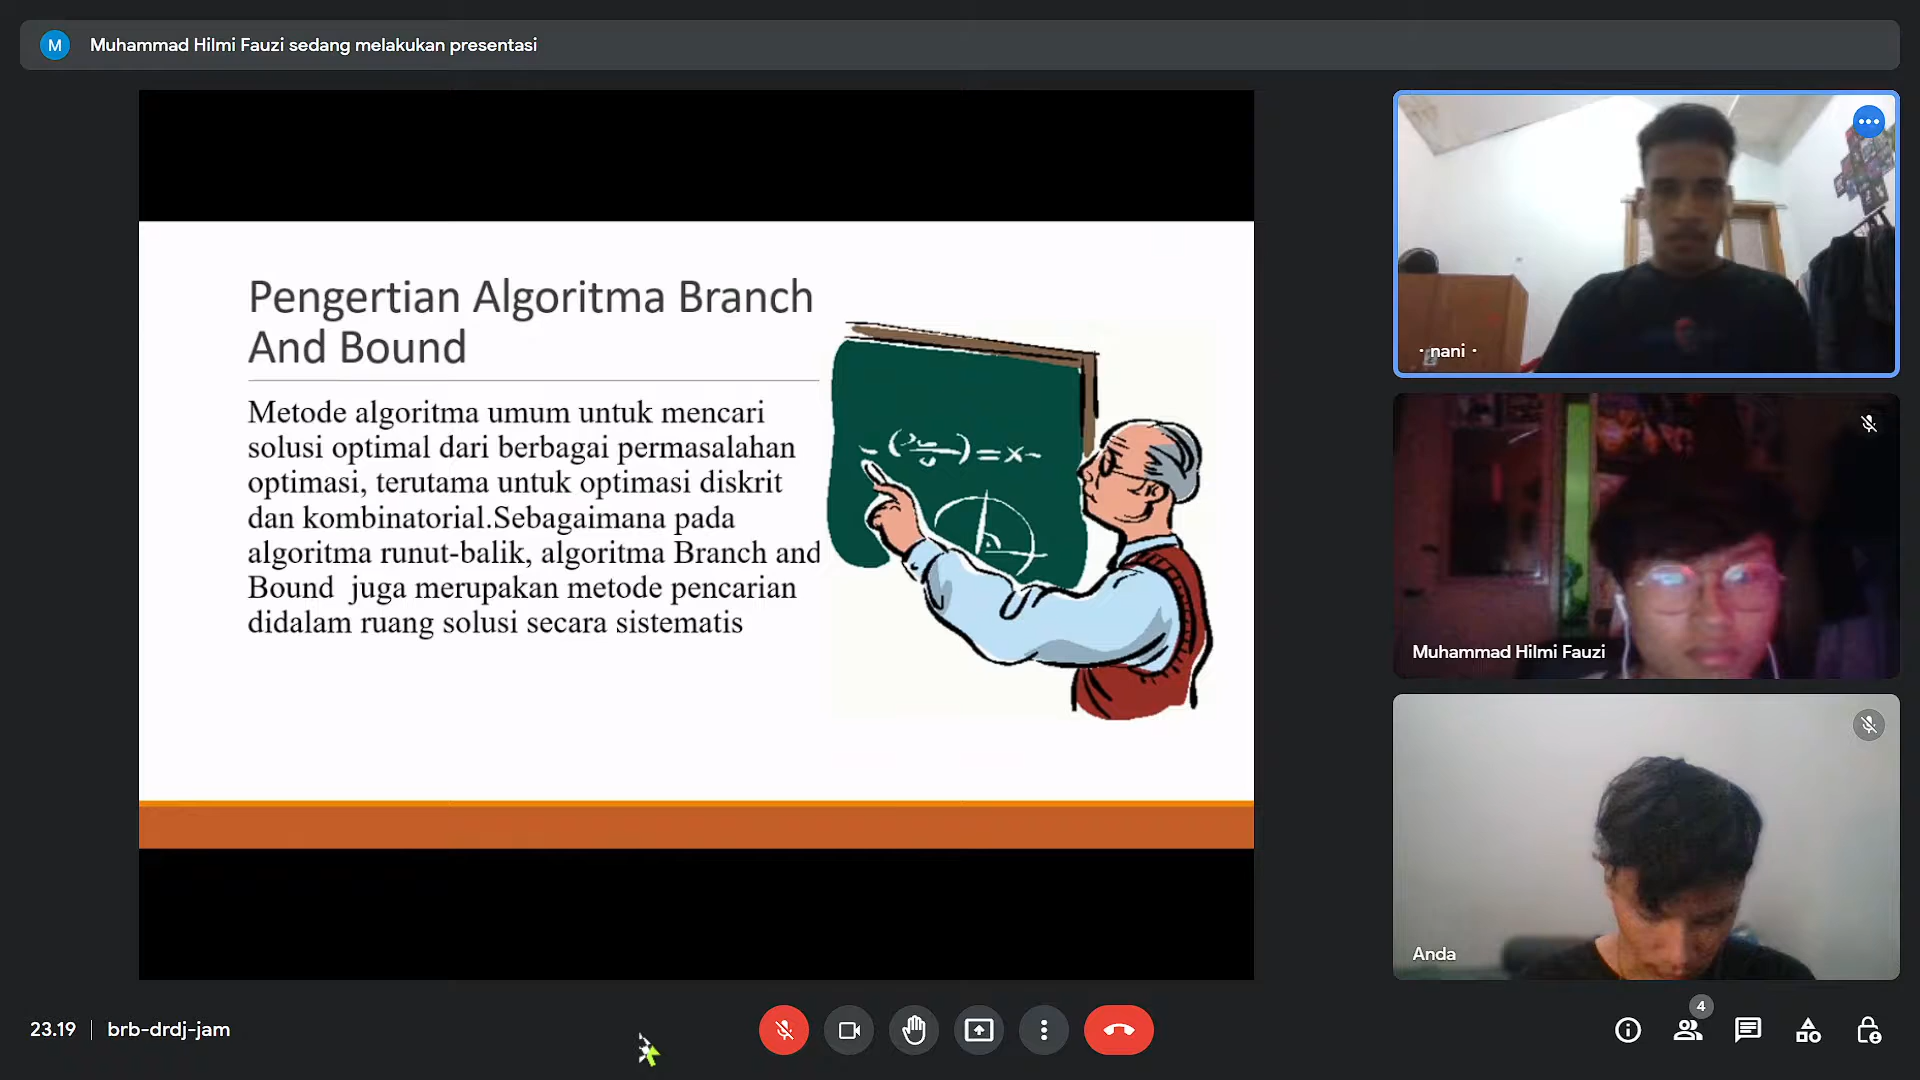 M
Muhammad Hilmi Fauzi sedang melakukan presentasi
Pengertian Algoritma Branch
And Bound
Metode algoritma umum untuk mencari
solusi optimal dari berbagai permasalahan
optimasi, terutama untuk optimasi diskrit
dan kombinatorial.Sebagaimana pada
algoritma runut-balik, algoritma Branch and
Bound  juga merupakan metode pencarian
didalam ruang solusi secara sistematis
· nani ·
Muhammad Hilmi Fauzi
Anda
23.19
brb-drdj-jam
4